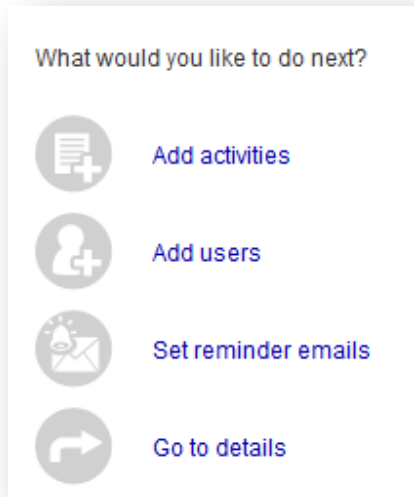 What would you like to do next?
Add activities
Add users
Set reminder emails
Go to details